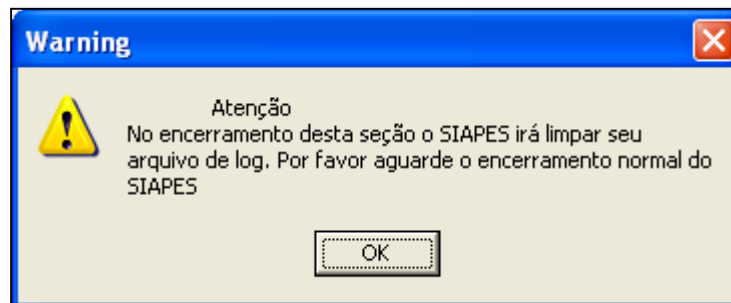 Warning
Atenção
No encerramento desta seção o SIAPES irá limpar seu
arquivo de log. Por favor aguarde o encerramento normal do
SIAPES
OK